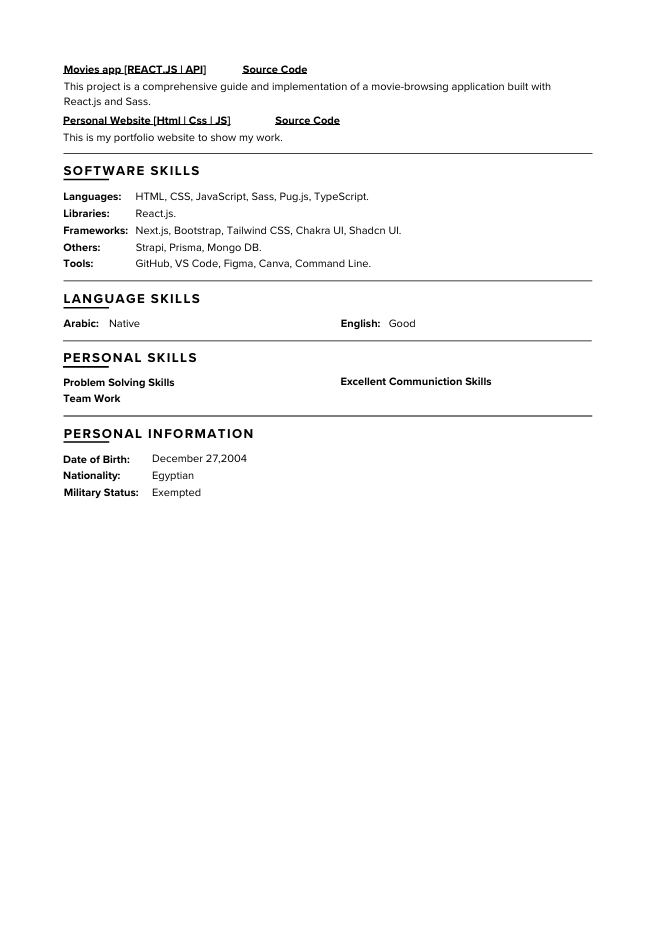 Movies app [REACT.JS | API] Source Code
This project is a comprehensive guide and implementation of a movie-browsing application built with
React.js and Sass.
Personal Website [Html | Css | JS] Source Code
This is my portfolio website to show my work.
SOFTWARE SKILLS
Languages: HTML, CSS, JavaScript, Sass, Pug.js, TypeScript.
Libraries: React.js.
Frameworks: Next.js, Bootstrap, Tailwind CSS, Chakra UI, Shadcn UI.
Others: Strapi, Prisma, Mongo DB.
Tools: GitHub, VS Code, Figma, Canva, Command Line.
LANGUAGE SKILLS
Arabic: Native English: Good
PERSONAL SKILLS
Problem Solving Skills Excellent Communiction Skills
Team Work
PERSONAL INFORMATION
Date of Birth: December 27,2004
Nationality: Egyptian
Military Status: Exempted